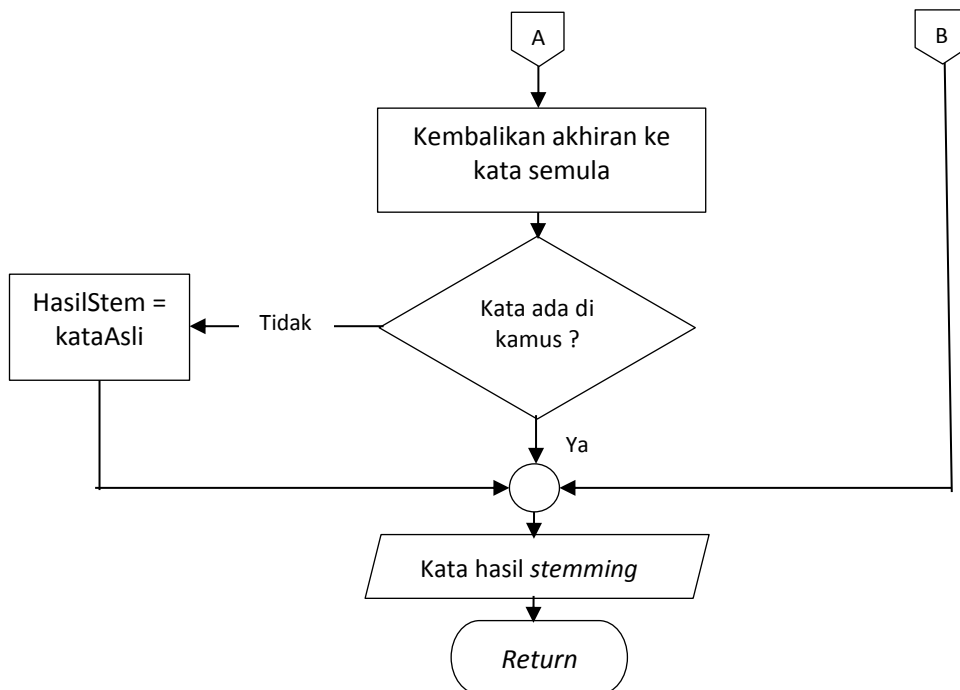 A
B
Kembalikan akhiran ke
kata semula
HasilStem =
kataAsli
Tidak
Kata ada di
kamus ?
Ya
Kata hasil stemming
Return